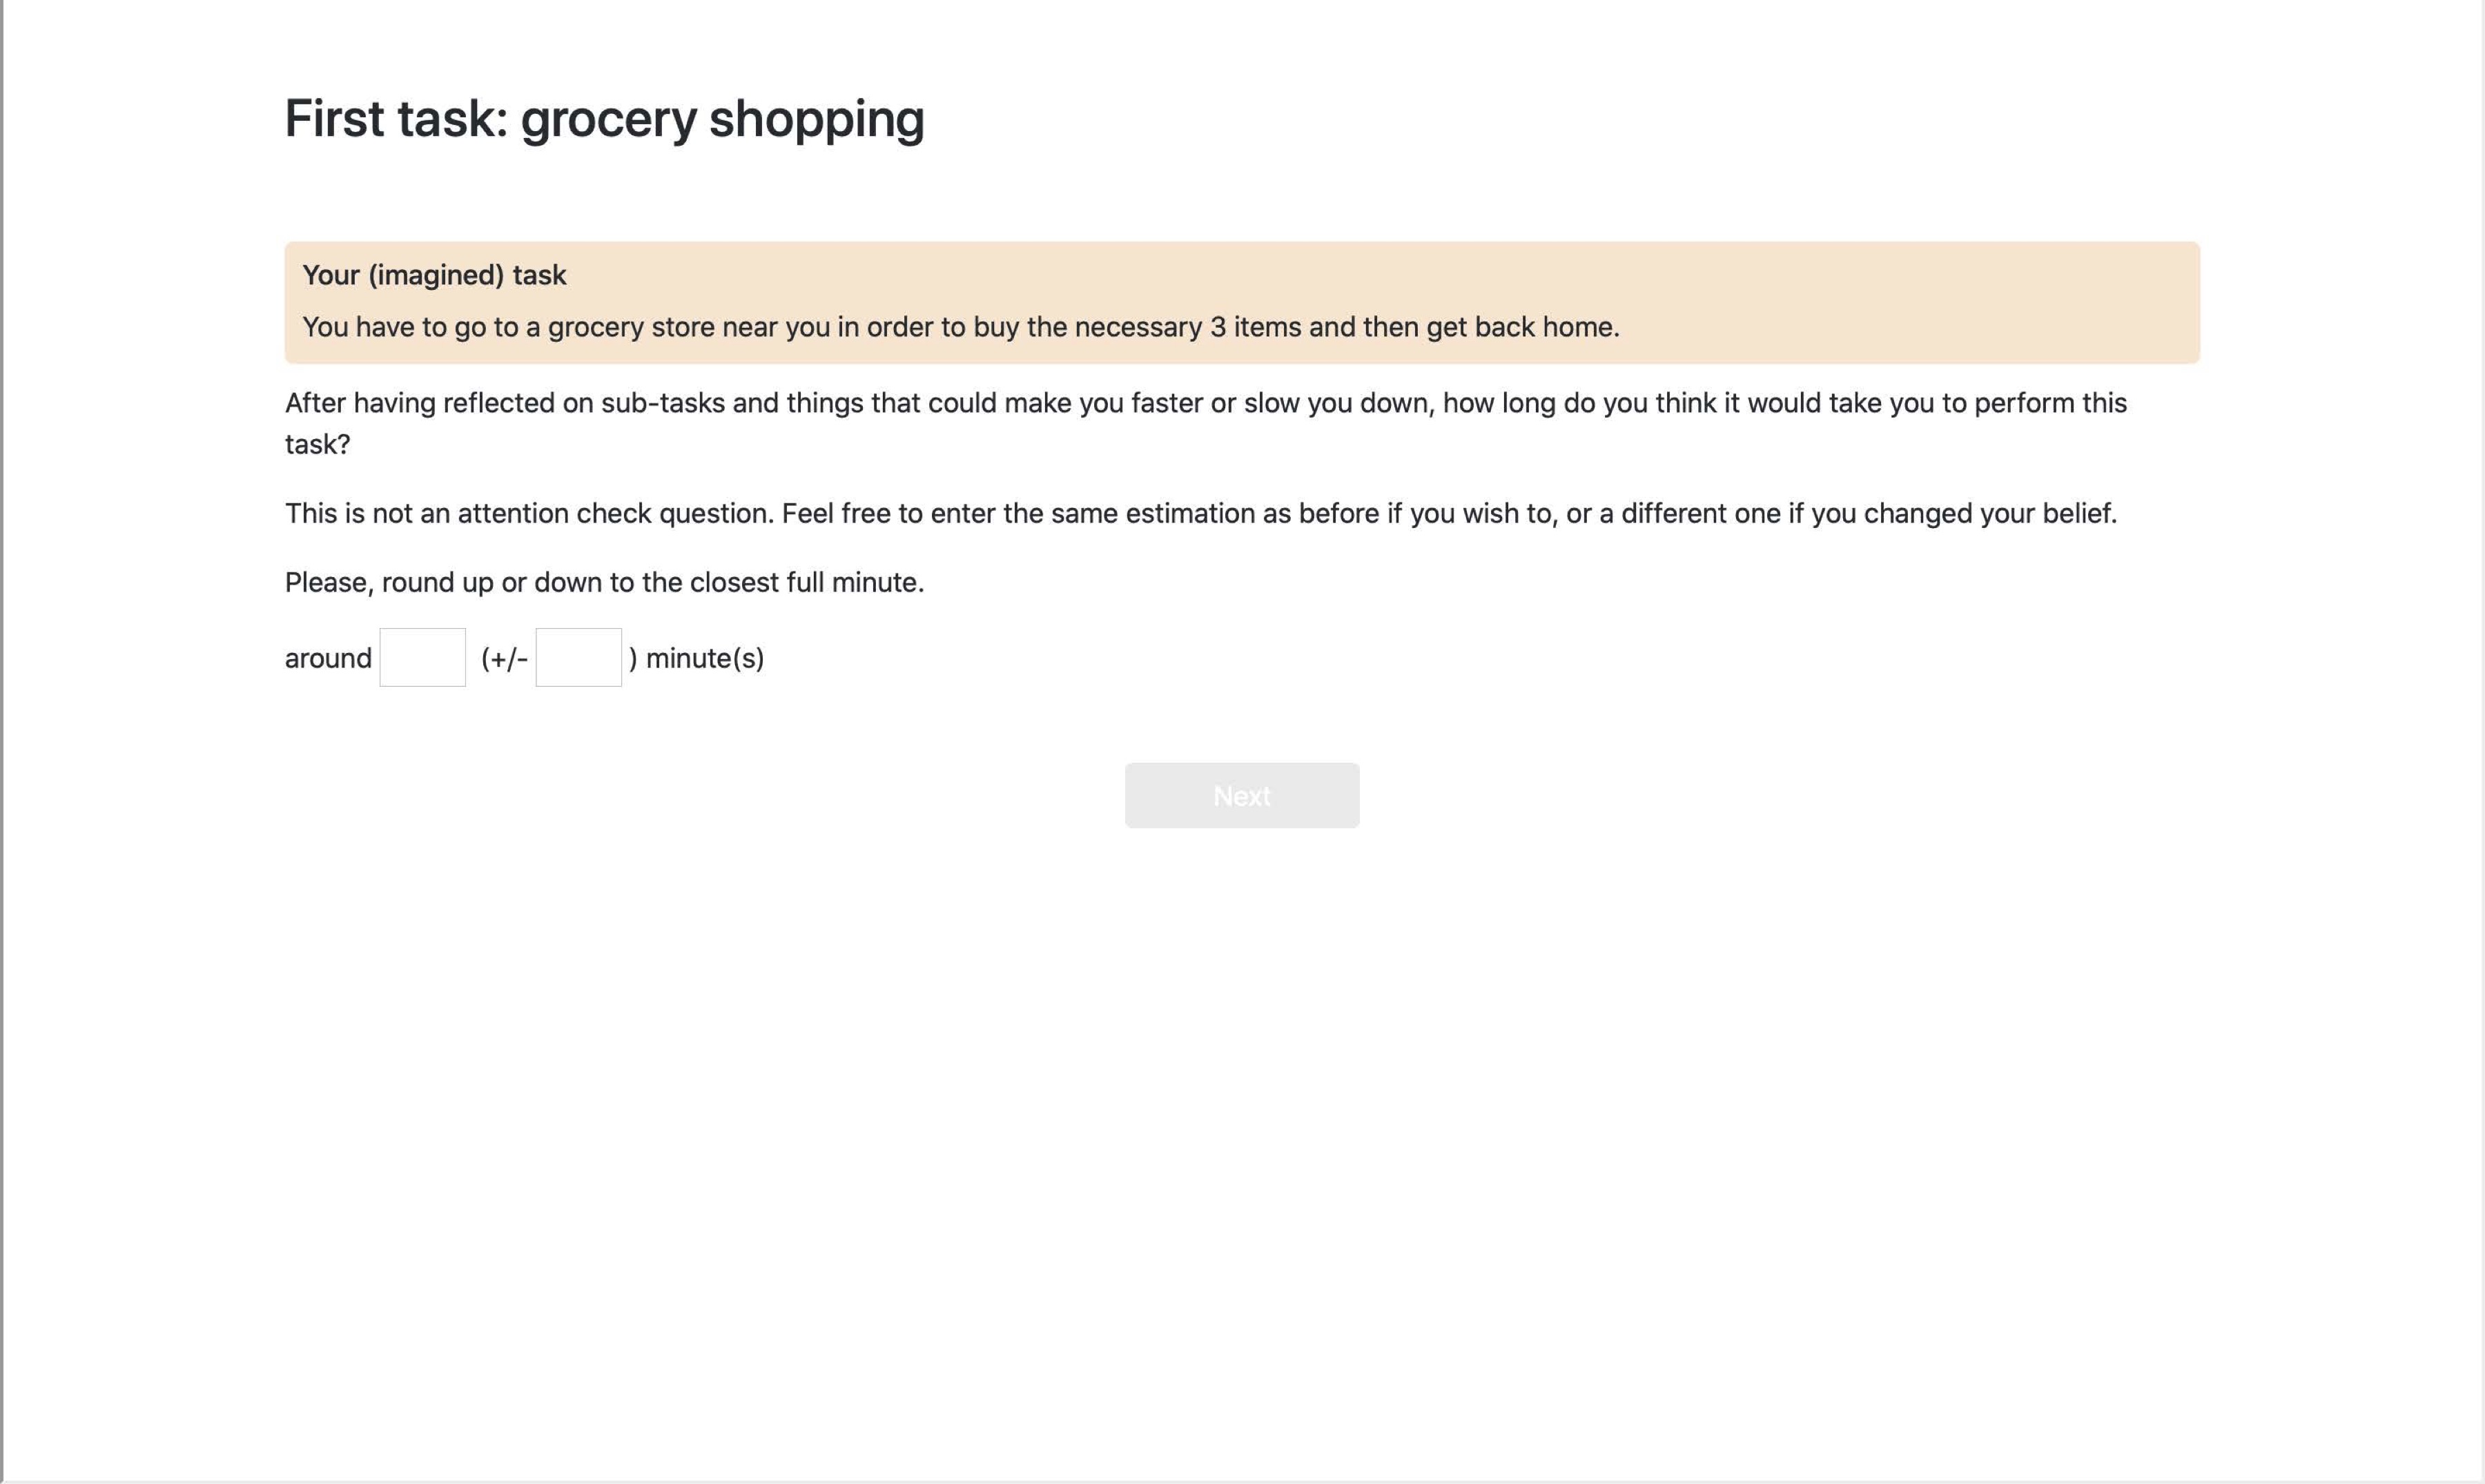 First task: grocery shopping
Your (imagined) task
You have to go to a grocery store near you in order to buy the necessary 3 items and then get back home.
After having reflected on sub-tasks and things that could make you faster or slow you down, how long do you think it would take you to perform this
task?
This is not an attention check question. Feel free to enter the same estimation as before if you wish to, or a different one if you changed your belief.
Please, round up or down to the closest full minute.
around (+/- ) minute(s)
Next